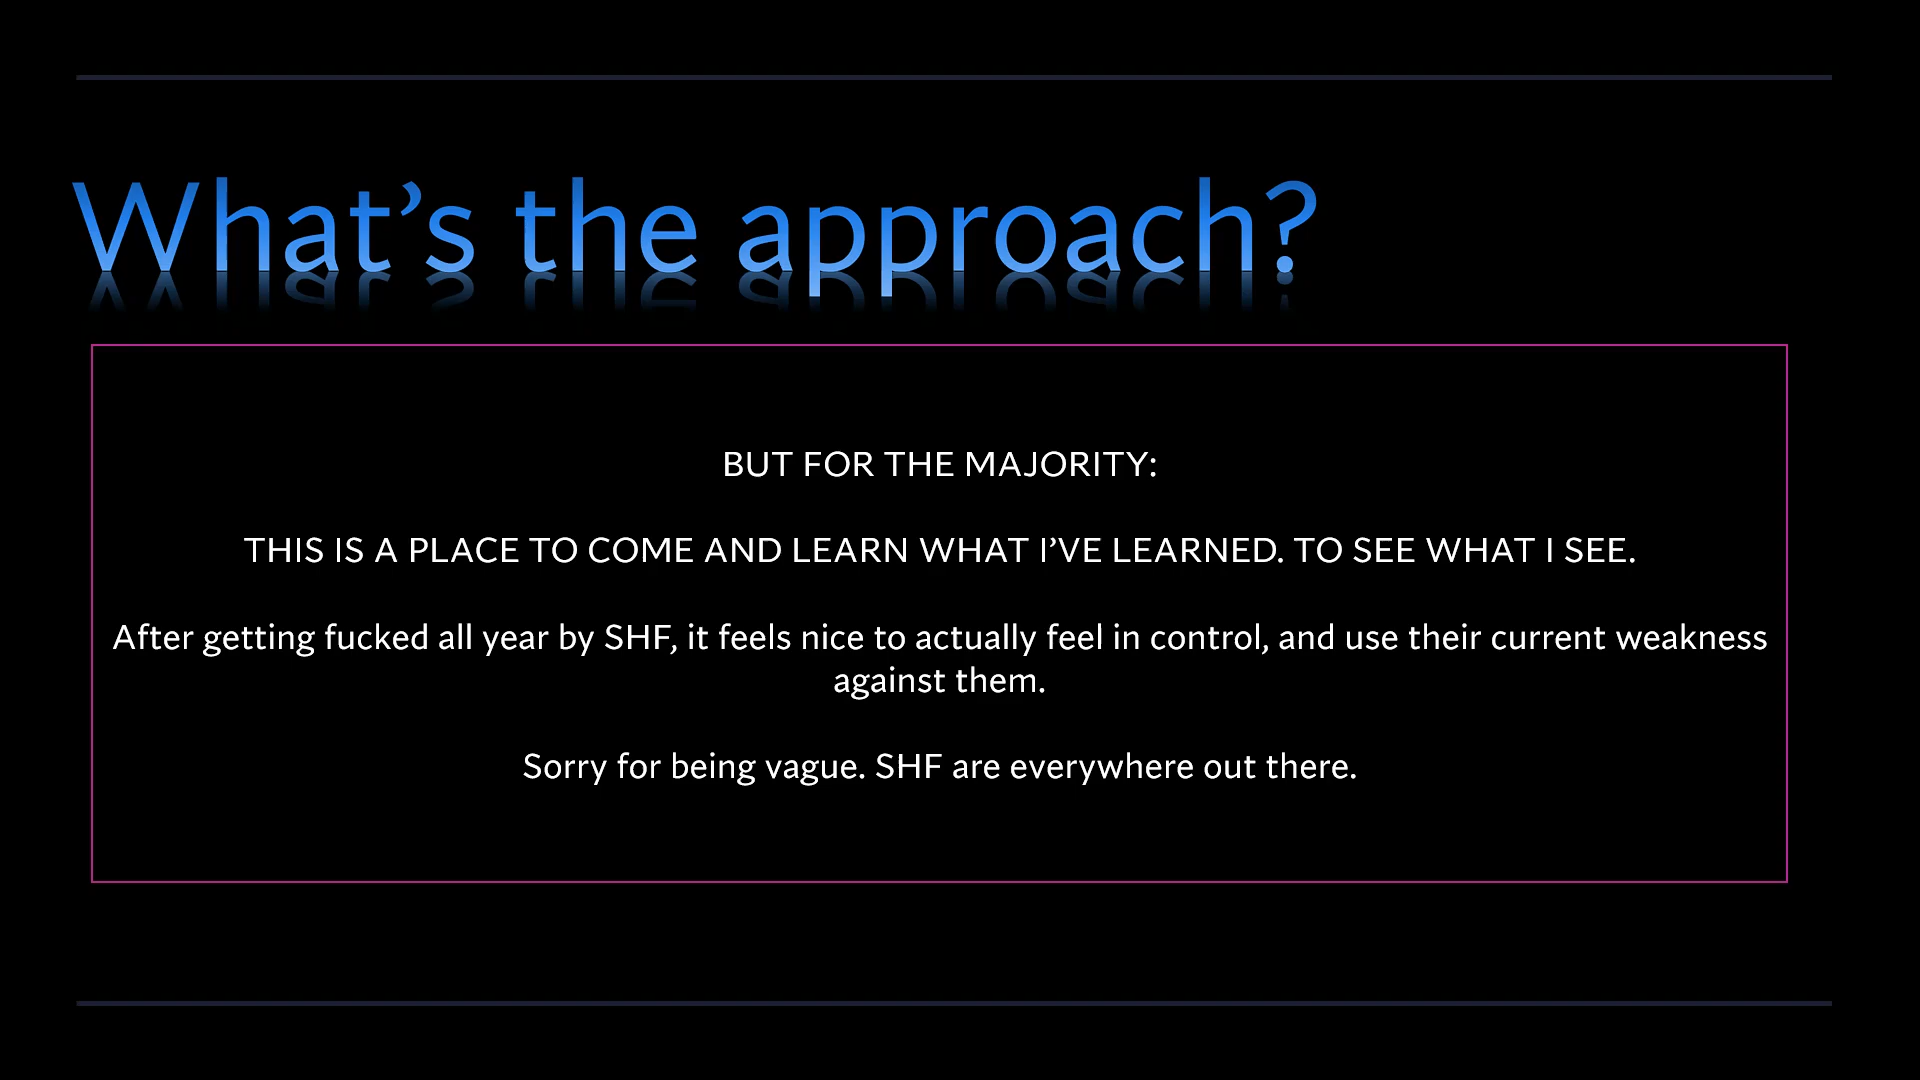 What’s the approach?
BUT FOR THE MAJORITY:
THIS IS A PLACE TO COME AND LEARN WHAT I’VE LEARNED. TO SEE WHAT I SEE.
After getting fucked all year by SHF, it feels nice to actually feel in control, and use their current weakness
against them.
Sorry for being vague. SHF are everywhere out there.